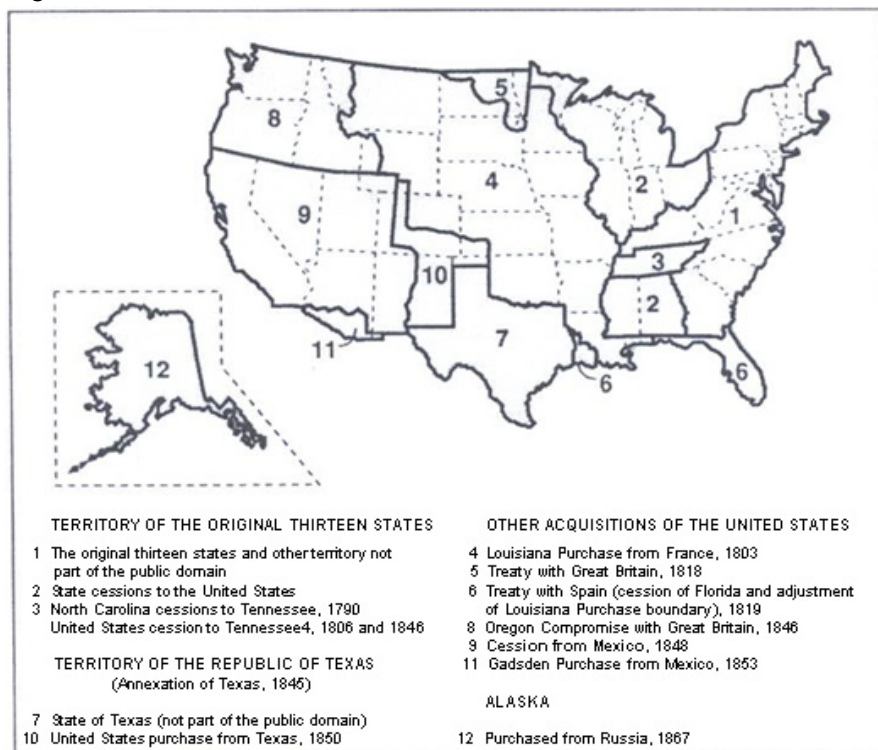 5
8
4
2
9
1
3
10
2
7
11
6
6
12
TERRITORY OF THE ORIGINAL THIRTEEN STATES
1 The original thirteen states and other territory not
part of the public domain
2 State cessions to the United States
3 North Carolina cessions to Tennessee, 1790
United States cession to Tennessee4, 1806 and 1846
TERRITORY OF THE REPUBLIC OF TEXAS
(Annexation of Texas, 1845)
7 State of Texas (not part of the public domain)
10 United States purchase from Texas, 1850
OTHER ACQUISITIONS OF THE UNITED STATES
4 Louisiana Purchase from France, 1803
5 Treaty with Great Britain, 1818
6 Treaty with Spain (cession of Florida and adjustment
of Louisiana Purchase boundary), 1819
8 Oregon Compromise with Great Britain, 1846
9 Cession from Mexico, 1848
11 Gadsden Purchase from Mexico, 1853
ALASKA
12 Purchased from Russia, 1867